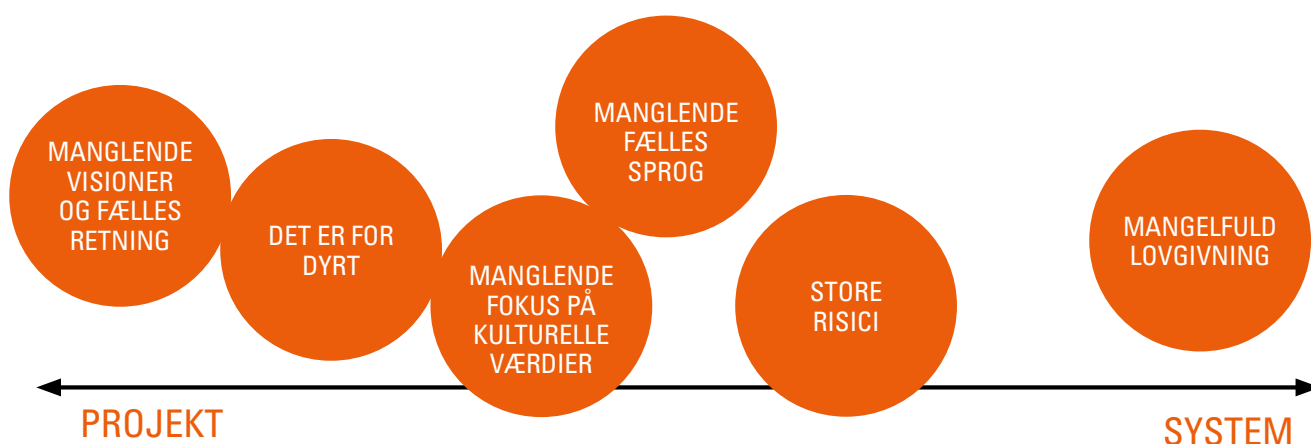 MANGLENDE
VISIONER
OG FÆLLES
RETNING
DET ER FOR
DYRT
MANGLENDE
FOKUS PÅ
KULTURELLE
VÆRDIER
MANGLENDE
FÆLLES
SPROG
STORE
RISICI
MANGELFULD
LOVGIVNING
PROJEKT
SYSTEM